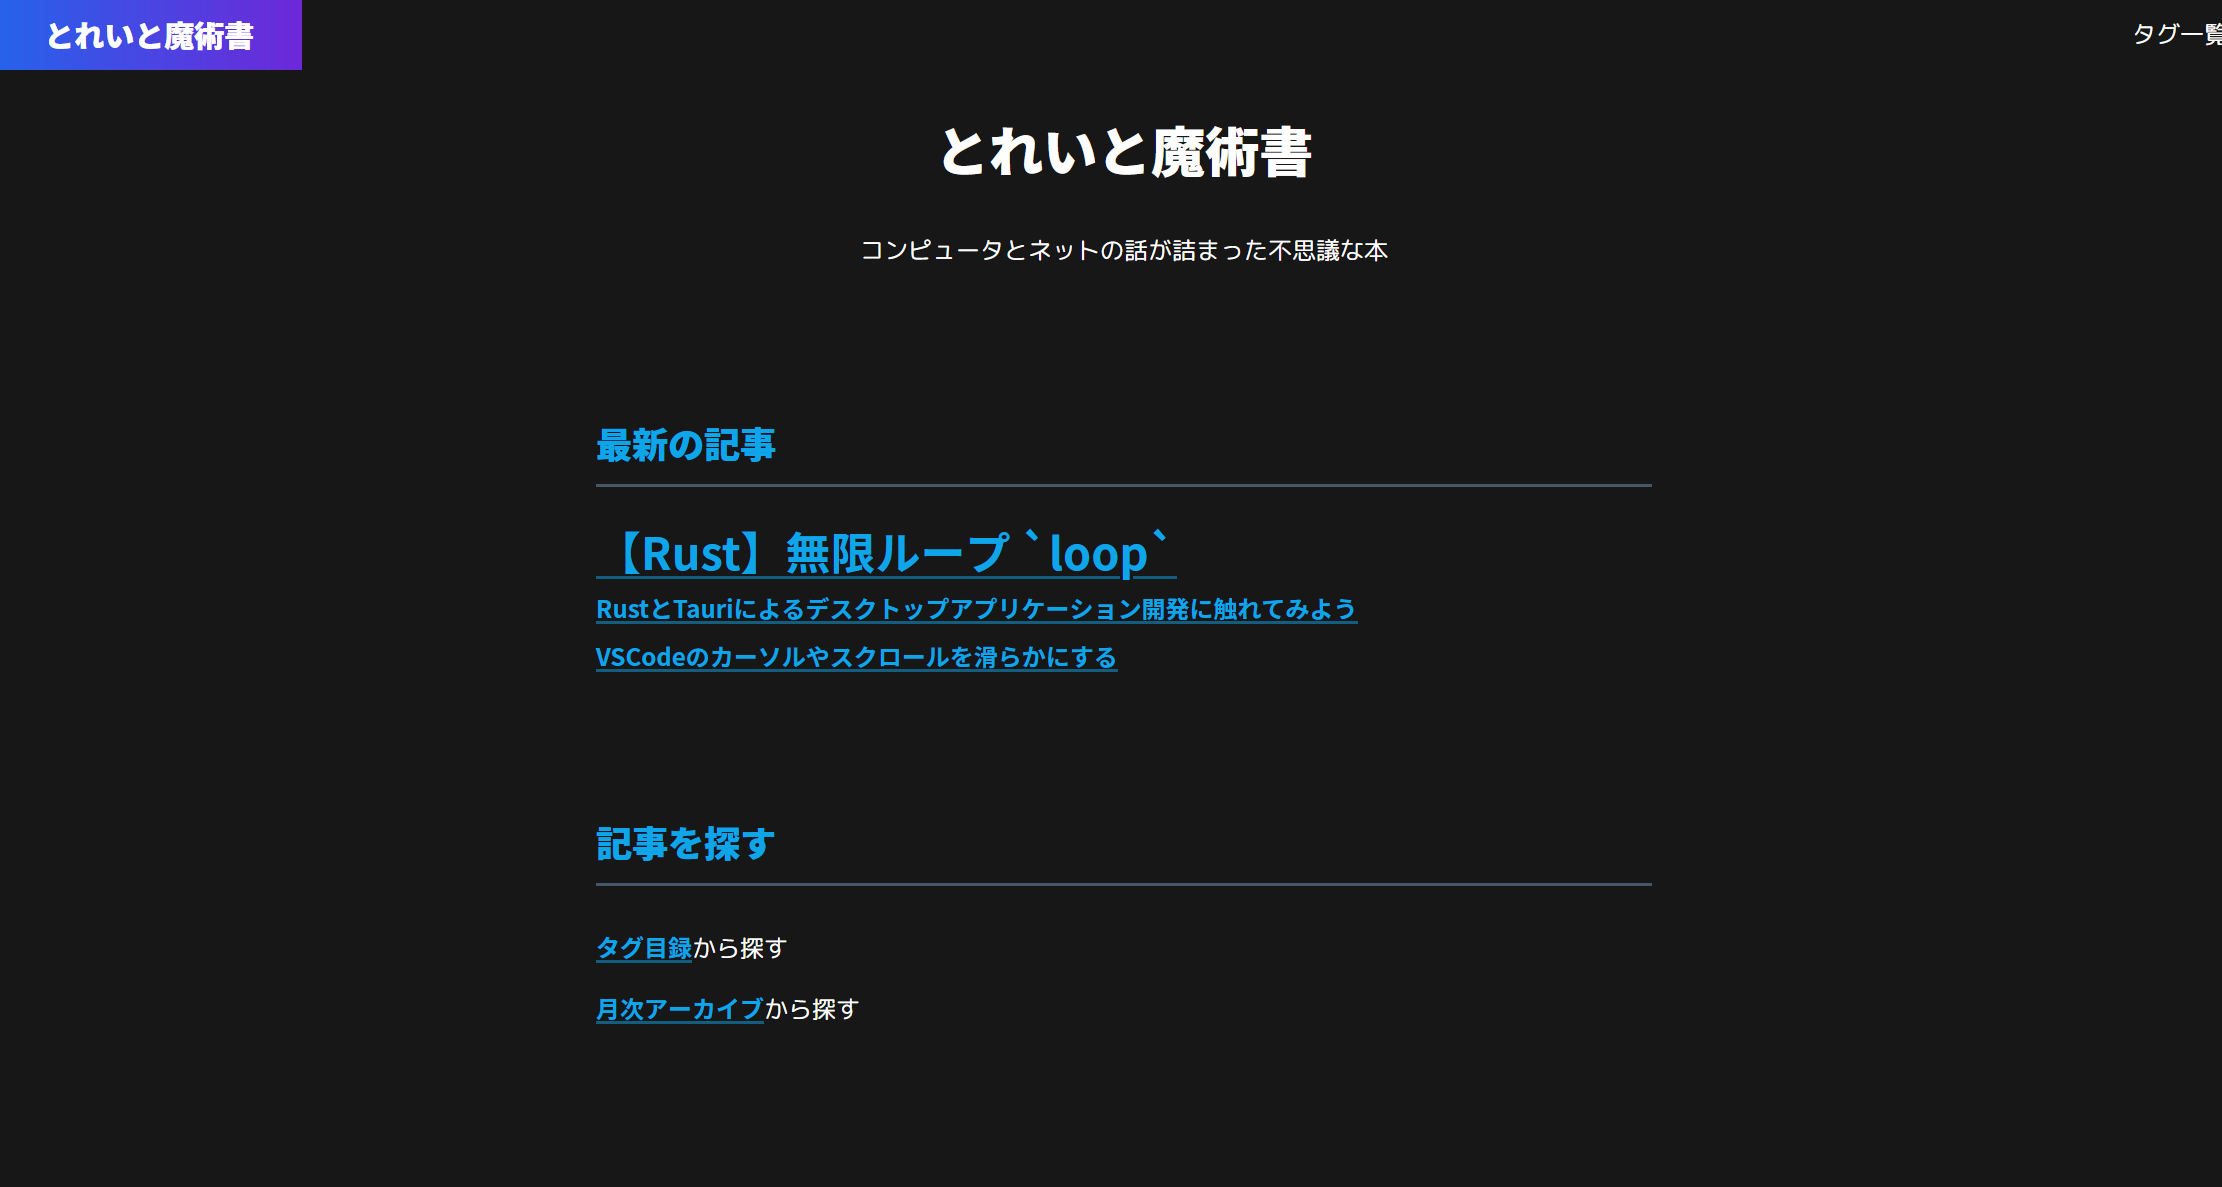 とれいと魔術書
タグ一覧
とれいと魔術書
コンピュータとネットの話が詰まった不思議な本
最新の記事
【Rust】無限ループ `loop`
RustとTauriによるデスクトップアプリケーション開発に触れてみよう
VSCodeのカーソルやスクロールを滑らかにする
記事を探す
タグ目録から探す
月次アーカイブから探す